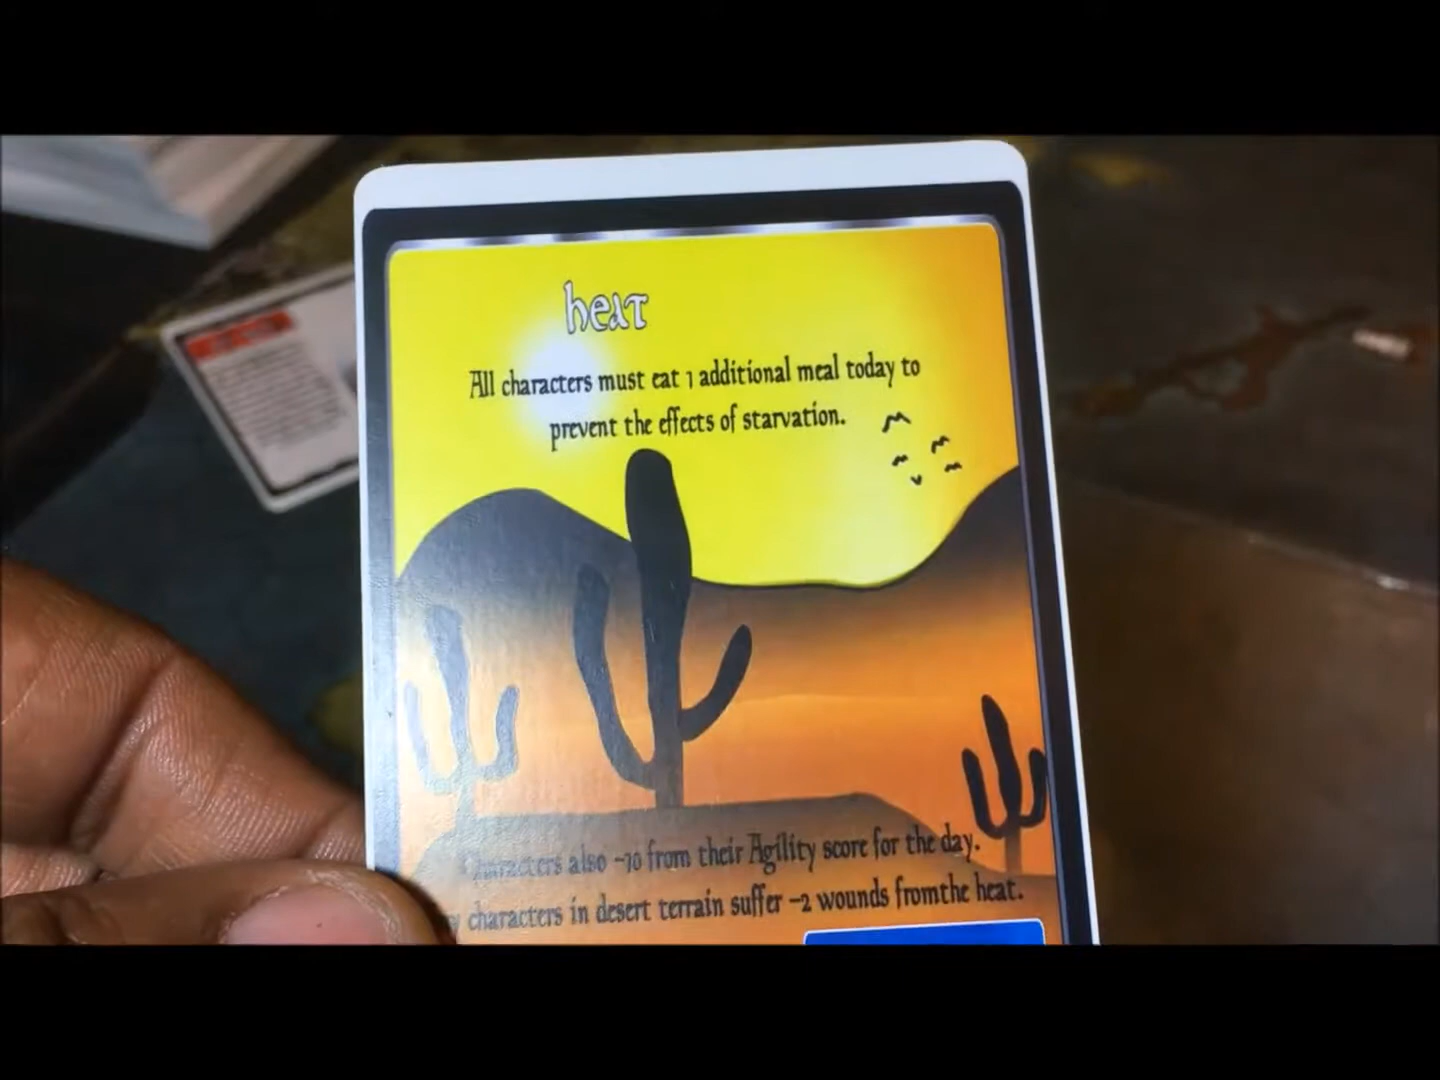 heat
All characters must eat 1 additional meal today to
prevent the effects of starvation.
Characters also -10 from their Agility score for the day.
characters in desert terrain suffer -2 wounds fromthe heat.